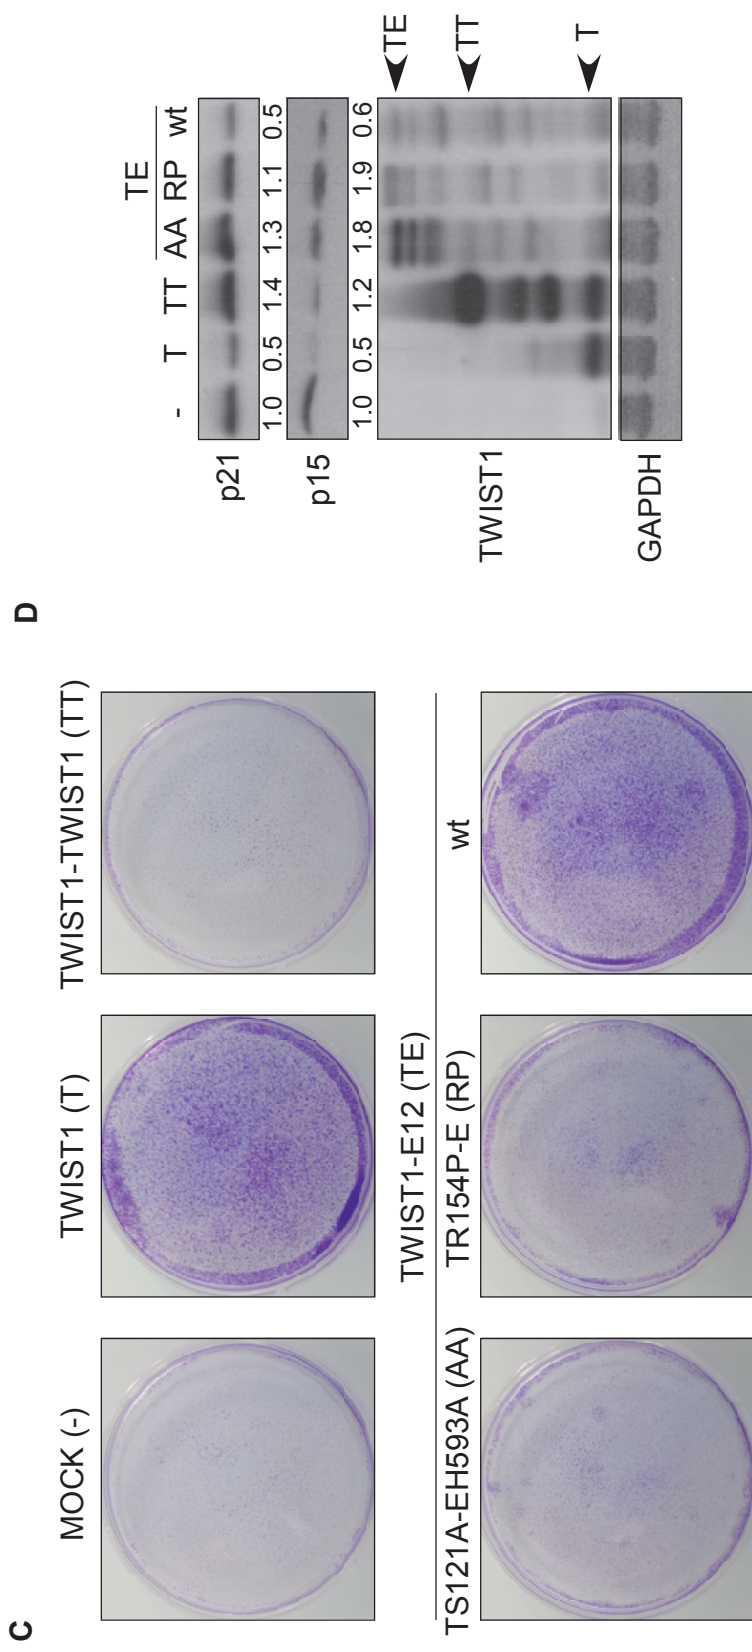 C
MOCK (-)
TWIST1 (T)
TWIST1-TWIST1 (TT)
TWIST1-E12 (TE)
TS121A-EH593A (AA)
TR154P-E (RP)
wt
D
TE
- T TT AA RP wt
p21
1.0 0.5 1.4 1.3 1.1 0.5
p15
1.0 0.5 1.2 1.8 1.9 0.6
TWIST1
TE
TT
T
GAPDH